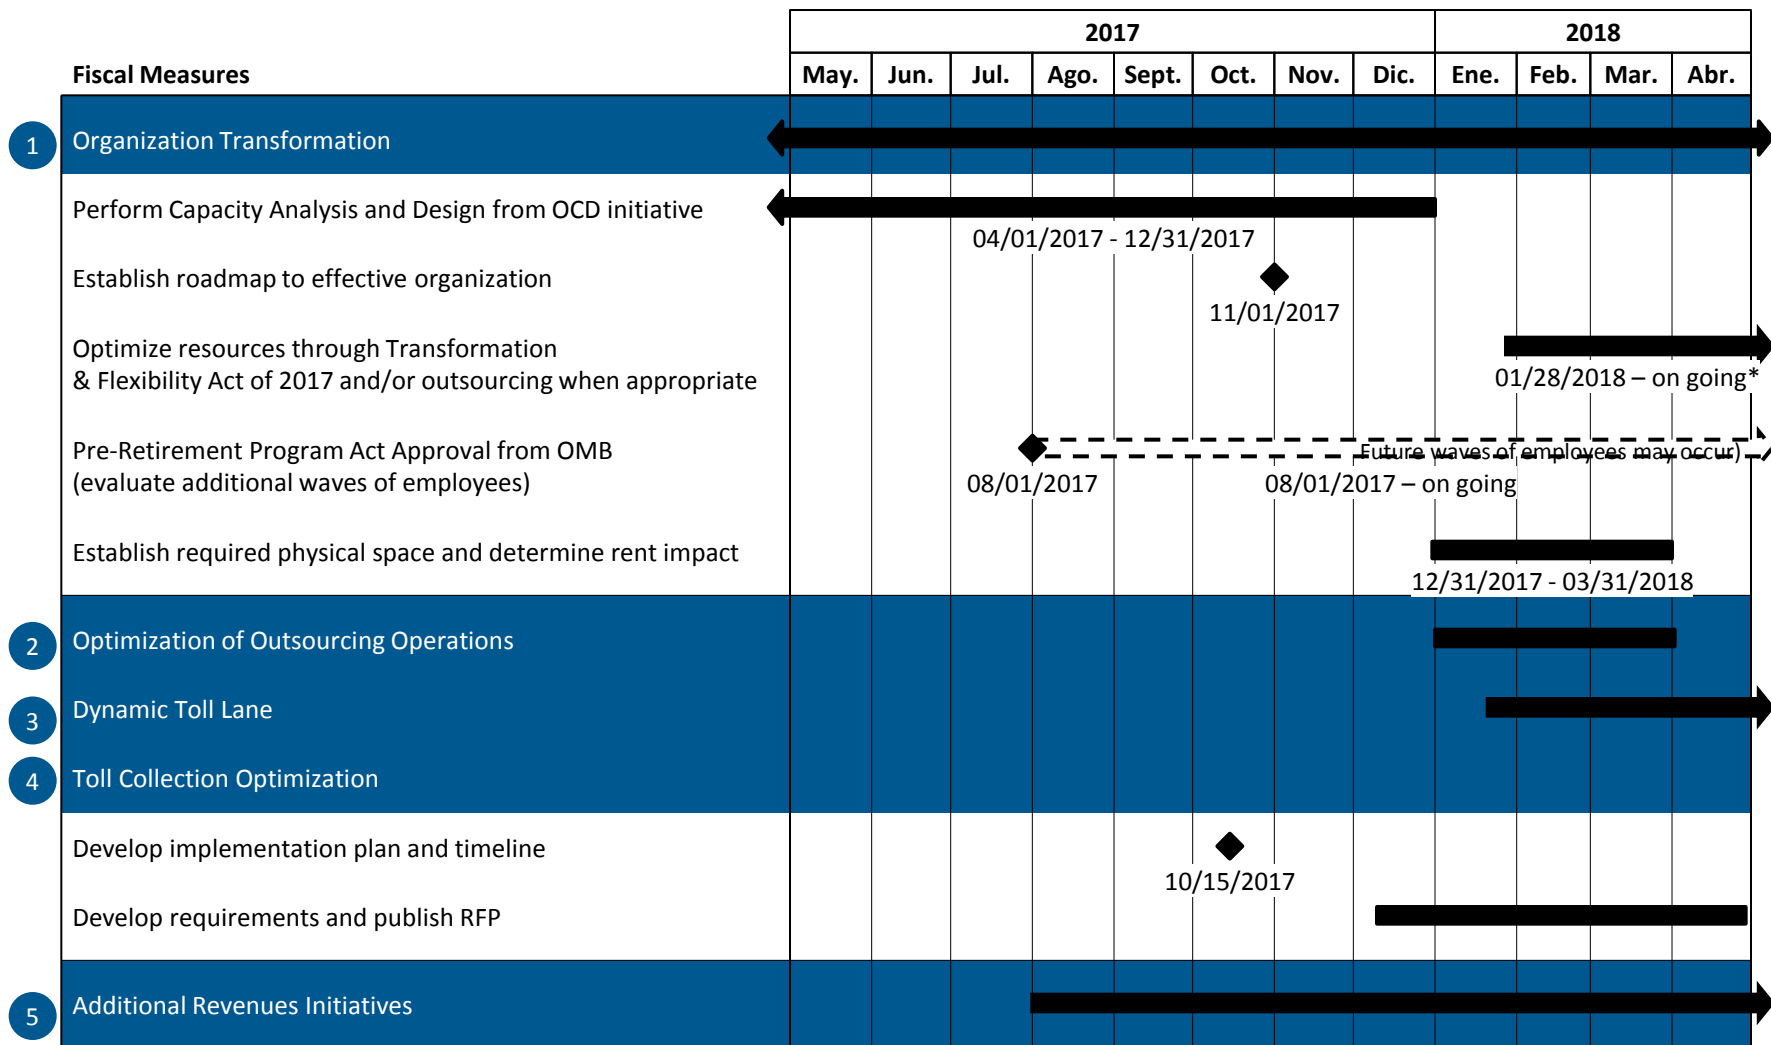 2017 2018
Fiscal Measures May. Jun. Jul. Ago. Sept. Oct. Nov. Dic. Ene. Feb. Mar. Abr.
1 Organization Transformation
Perform Capacity Analysis and Design from OCD initiative
04/01/2017 - 12/31/2017
Establish roadmap to effective organization
11/01/2017
Optimize resources through Transformation
& Flexibility Act of 2017 and/or outsourcing when appropriate
01/28/2018 – on going*
Pre-Retirement Program Act Approval from OMB
Future waves of employees may occur)
(evaluate additional waves of employees)
08/01/2017 08/01/2017 – on going
Establish required physical space and determine rent impact
12/31/2017 - 03/31/2018
2 Optimization of Outsourcing Operations
3 Dynamic Toll Lane
4 Toll Collection Optimization
Develop implementation plan and timeline
10/15/2017
Develop requirements and publish RFP
5 Additional Revenues Initiatives